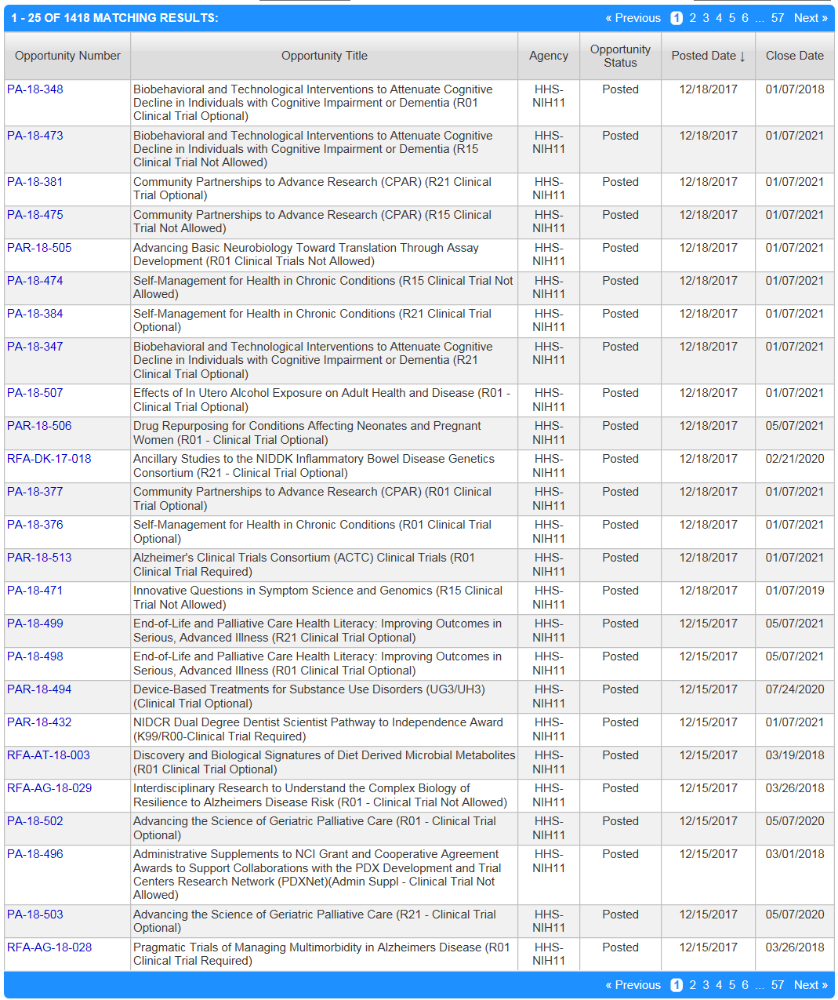 1 - 25 OF 1418 MATCHING RESULTS:
« Previous 1 2 3 4 5 6 ... 57 Next »
Opportunity Number Opportunity Title Agency Opportunity Status Posted Date ↓ Close Date
PA-18-348 Biobehavioral and Technological Interventions to Attenuate Cognitive HHS- Posted 12/18/2017 01/07/2018
Decline in Individuals with Cognitive Impairment or Dementia (R01 NIH11
Clinical Trial Optional)
PA-18-473 Biobehavioral and Technological Interventions to Attenuate Cognitive HHS- Posted 12/18/2017 01/07/2021
Decline in Individuals with Cognitive Impairment or Dementia (R15 NIH11
Clinical Trial Not Allowed)
PA-18-381 Community Partnerships to Advance Research (CPAR) (R21 Clinical HHS- Posted 12/18/2017 01/07/2021
Trial Optional) NIH11
PA-18-475 Community Partnerships to Advance Research (CPAR) (R15 Clinical HHS- Posted 12/18/2017 01/07/2021
Trial Not Allowed) NIH11
PAR-18-505 Advancing Basic Neurobiology Toward Translation Through Assay HHS- Posted 12/18/2017 01/07/2021
Development (R01 Clinical Trials Not Allowed) NIH11
PA-18-474 Self-Management for Health in Chronic Conditions (R15 Clinical Trial Not HHS- Posted 12/18/2017 01/07/2021
Allowed) NIH11
PA-18-384 Self-Management for Health in Chronic Conditions (R21 Clinical Trial HHS- Posted 12/18/2017 01/07/2021
Optional) NIH11
PA-18-347 Biobehavioral and Technological Interventions to Attenuate Cognitive HHS- Posted 12/18/2017 01/07/2021
Decline in Individuals with Cognitive Impairment or Dementia (R21 NIH11
Clinical Trial Optional)
PA-18-507 Effects of In Utero Alcohol Exposure on Adult Health and Disease (R01 - HHS- Posted 12/18/2017 01/07/2021
Clinical Trial Optional) NIH11
PAR-18-506 Drug Repurposing for Conditions Affecting Neonates and Pregnant HHS- Posted 12/18/2017 05/07/2021
Women (R01 - Clinical Trial Optional) NIH11
RFA-DK-17-018 Ancillary Studies to the NIDDK Inflammatory Bowel Disease Genetics HHS- Posted 12/18/2017 02/21/2020
Consortium (R21 - Clinical Trial Optional) NIH11
PA-18-377 Community Partnerships to Advance Research (CPAR) (R01 Clinical HHS- Posted 12/18/2017 01/07/2021
Trial Optional) NIH11
PA-18-376 Self-Management for Health in Chronic Conditions (R01 Clinical Trial HHS- Posted 12/18/2017 01/07/2021
Optional) NIH11
PAR-18-513 Alzheimer's Clinical Trials Consortium (ACTC) Clinical Trials (R01 HHS- Posted 12/18/2017 01/07/2021
Clinical Trial Required) NIH11
PA-18-471 Innovative Questions in Symptom Science and Genomics (R15 Clinical HHS- Posted 12/18/2017 01/07/2019
Trial Not Allowed) NIH11
PA-18-499 End-of-Life and Palliative Care Health Literacy: Improving Outcomes in HHS- Posted 12/15/2017 05/07/2021
Serious, Advanced Illness (R21 Clinical Trial Optional) NIH11
PA-18-498 End-of-Life and Palliative Care Health Literacy: Improving Outcomes in HHS- Posted 12/15/2017 05/07/2021
Serious, Advanced Illness (R01 Clinical Trial Optional) NIH11
PAR-18-494 Device-Based Treatments for Substance Use Disorders (UG3/UH3) HHS- Posted 12/15/2017 07/24/2020
(Clinical Trial Optional) NIH11
PAR-18-432 NIDCR Dual Degree Dentist Scientist Pathway to Independence Award HHS- Posted 12/15/2017 01/07/2021
(K99/R00-Clinical Trial Required) NIH11
RFA-AT-18-003 Discovery and Biological Signatures of Diet Derived Microbial Metabolites HHS- Posted 12/15/2017 03/19/2018
(R01 Clinical Trial Optional) NIH11
RFA-AG-18-029 Interdisciplinary Research to Understand the Complex Biology of HHS- Posted 12/15/2017 03/26/2018
Resilience to Alzheimers Disease Risk (R01 - Clinical Trial Not Allowed) NIH11
PA-18-502 Advancing the Science of Geriatric Palliative Care (R01 - Clinical Trial HHS- Posted 12/15/2017 05/07/2020
Optional) NIH11
PA-18-496 Administrative Supplements to NCI Grant and Cooperative Agreement HHS- Posted 12/15/2017 03/01/2018
Awards to Support Collaborations with the PDX Development and Trial NIH11
Centers Research Network (PDXNet)(Admin Suppl - Clinical Trial Not
Allowed)
PA-18-503 Advancing the Science of Geriatric Palliative Care (R21 - Clinical Trial HHS- Posted 12/15/2017 05/07/2020
Optional) NIH11
RFA-AG-18-028 Pragmatic Trials of Managing Multimorbidity in Alzheimers Disease (R01 HHS- Posted 12/15/2017 03/26/2018
Clinical Trial Required) NIH11
« Previous 1 2 3 4 5 6 ... 57 Next »